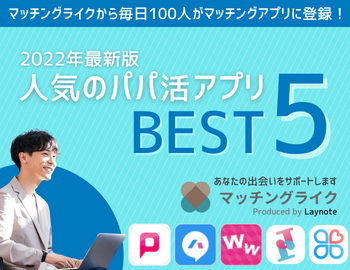 マッチングライクから毎日100人がマッチングアプリに登録！
2022年最新版
人気のパパ活アプリ
BEST5
あなたの出会いをサポートします
マッチングライク
Produced by Laynote
WW